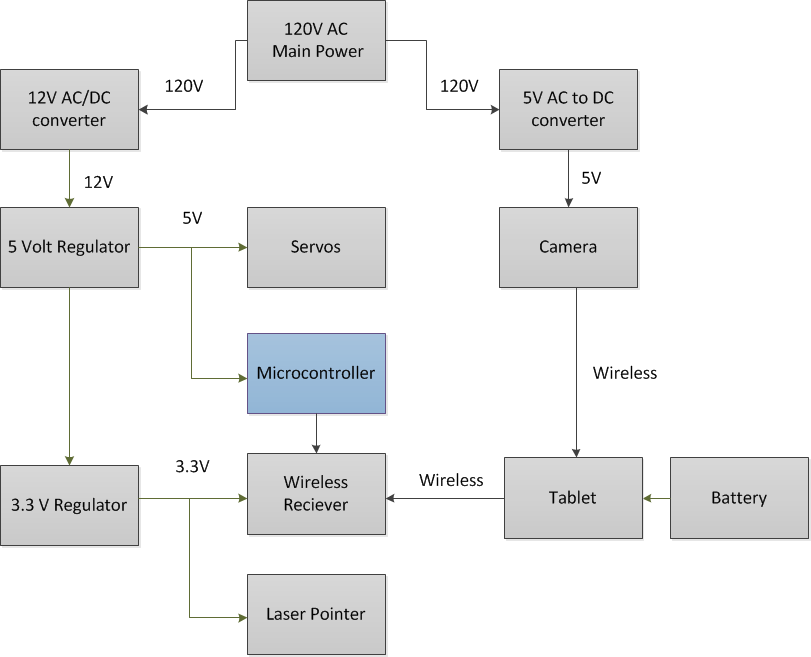 120V AC
Main Power
120V
120V
12V AC/DC
converter
5V AC to DC
converter
12V
5V
5V
5 Volt Regulator
Servos
Camera
Microcontroller
Wireless
3.3V
Wireless
Reciever
Wireless
3.3 V Regulator
Tablet
Battery
Laser Pointer